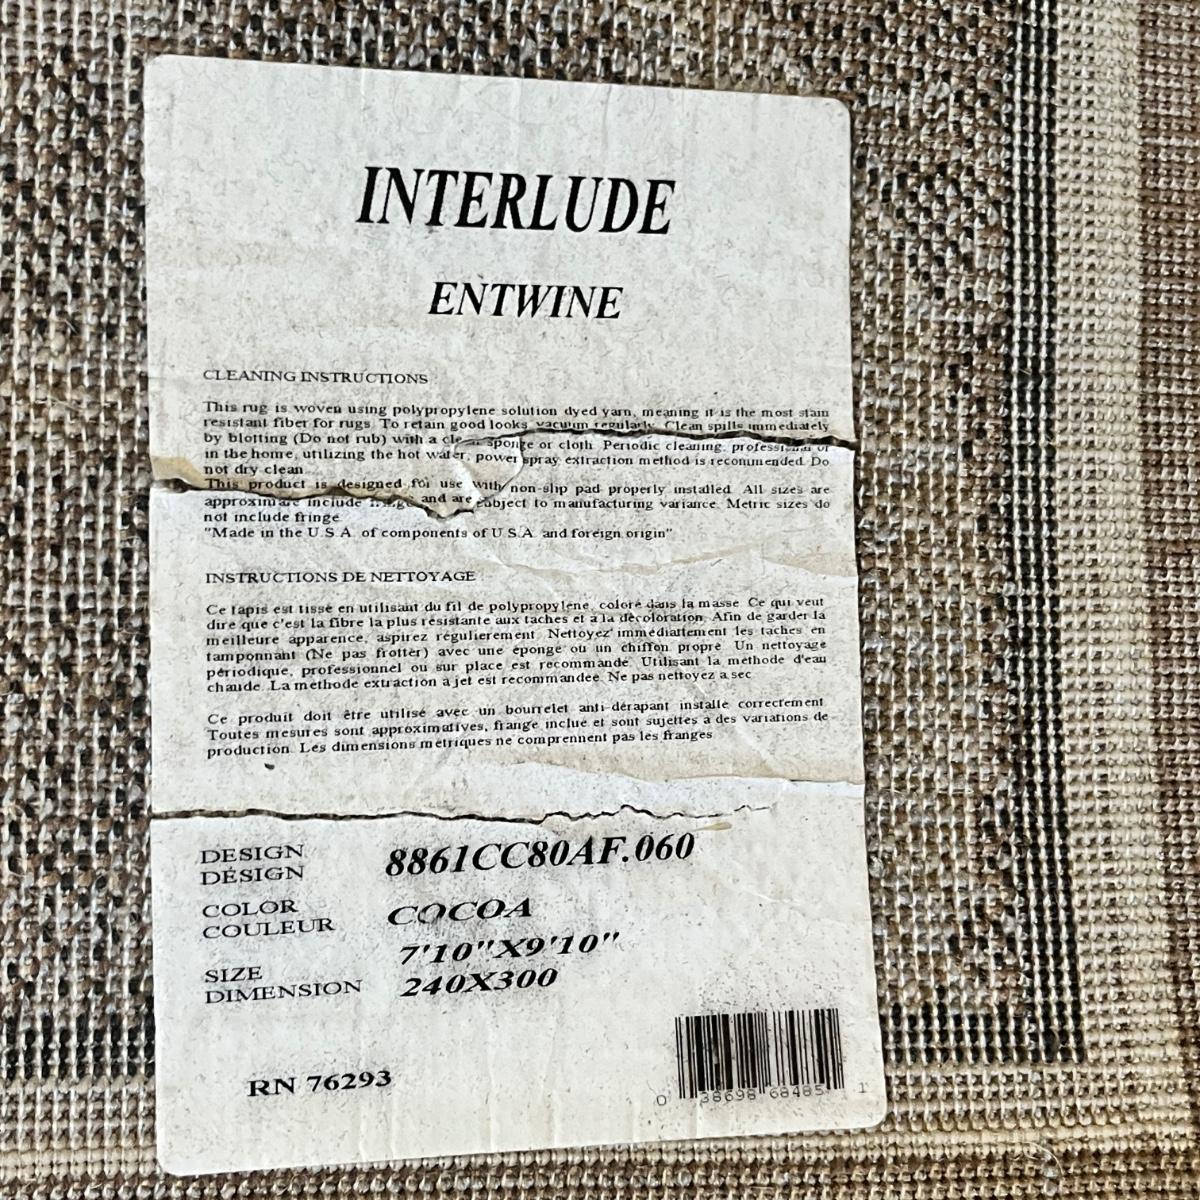 INTERLUDE
ENTWINE
CLEANING INSTRUCTIONS
This rug is woven using polypropylene solution dyed yarn, meaning it is the most stain
resistant fiber for rugs. To retain good looks vacuum regularly. Clean spills immediately
by blotting (Do not rub) with a sponge or cloth. Periodic cleaning, professional or
in the home, utilizing the hot water, power spray extraction method is recommended. Do
not dry clean.
This product is designed for use with non-slip pad properly installed. All sizes are
approximate include fringe and are subject to manufacturing variance. Metric sizes do
not include fringe
"Made in the U.S.A. of components of U.S.A. and foreign origin"
INSTRUCTIONS DE NETTOYAGE :
Ce tapis est tissé en utilisant du fil de polypropylène, coloré dans la masse. Ce qui veut
dire que c'est la fibre la plus résistante aux taches et à la décoloration. Afin de garder la
meilleure apparence, aspirez régulièrement. Nettoyez immédiatement les taches en
tamponnant (Ne pas frotter) avec une éponge ou un chiffon propre. Un nettoyage
périodique, professionnel ou sur place est recommandé. Utilisant la méthode d'eau
chaude. La méthode extraction à jet est recommandée. Ne pas nettoyez à sec
Ce produit doit être utilisé avec un bourrelet anti-dérapant installé correctement.
Toutes mesures sont approximatives, frange inclue et sont sujettes à des variations de
production. Les dimensions métriques ne comprennent pas les franges
DESIGN 8861CC80AF.060
DÉSIGN
COLOR COCOA
COULEUR
7'10"X9'10"
SIZE
DIMENSION 240X300
RN 76293
0 38698 68485 1